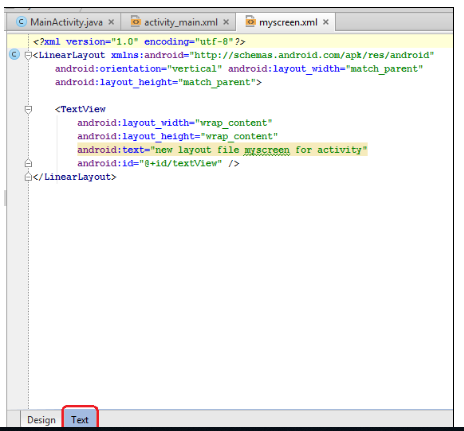 MainActivity.java × activity_main.xml × myscreen.xml ×
<?xml version="1.0" encoding="utf-8"?>
<LinearLayout xmlns:android="http://schemas.android.com/apk/res/android"
android:orientation="vertical" android:layout_width="match_parent"
android:layout_height="match_parent">
<TextView
android:layout_width="wrap_content"
android:layout_height="wrap_content"
android:text="new layout file myscreen for activity"
android:id="@+id/textView" />
</LinearLayout>
Design Text